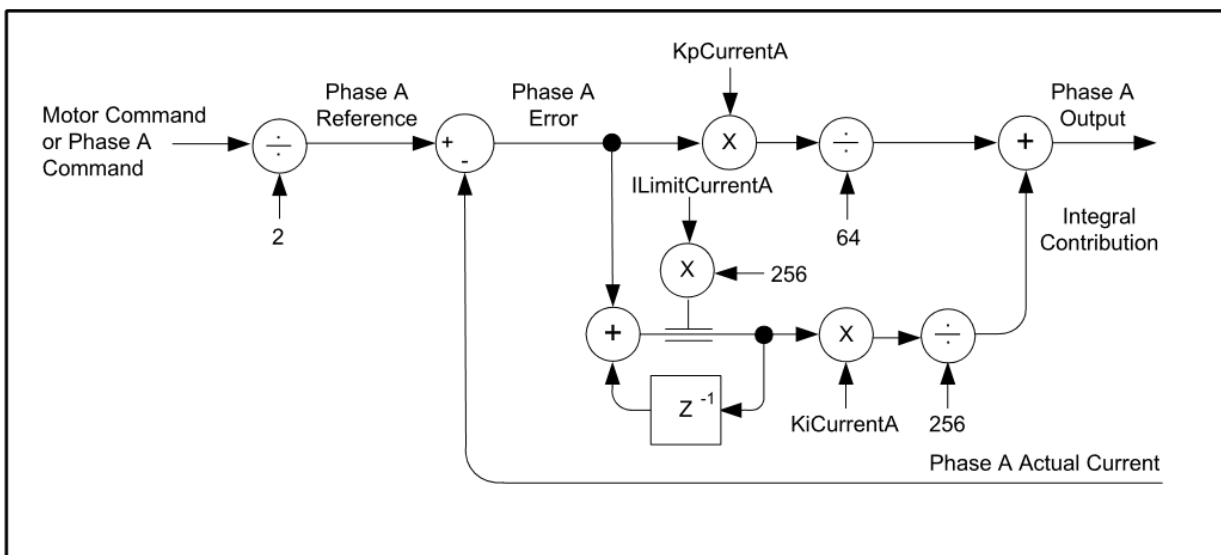 KpCurrentA
Motor Command
or Phase A
Command
÷
2
Phase A
Reference
+
-
Phase A
Error
X
÷
64
+
Phase A
Output
ILimitCurrentA
X
256
Integral
Contribution
+
X
÷
Z -1
KiCurrentA
256
Phase A Actual Current